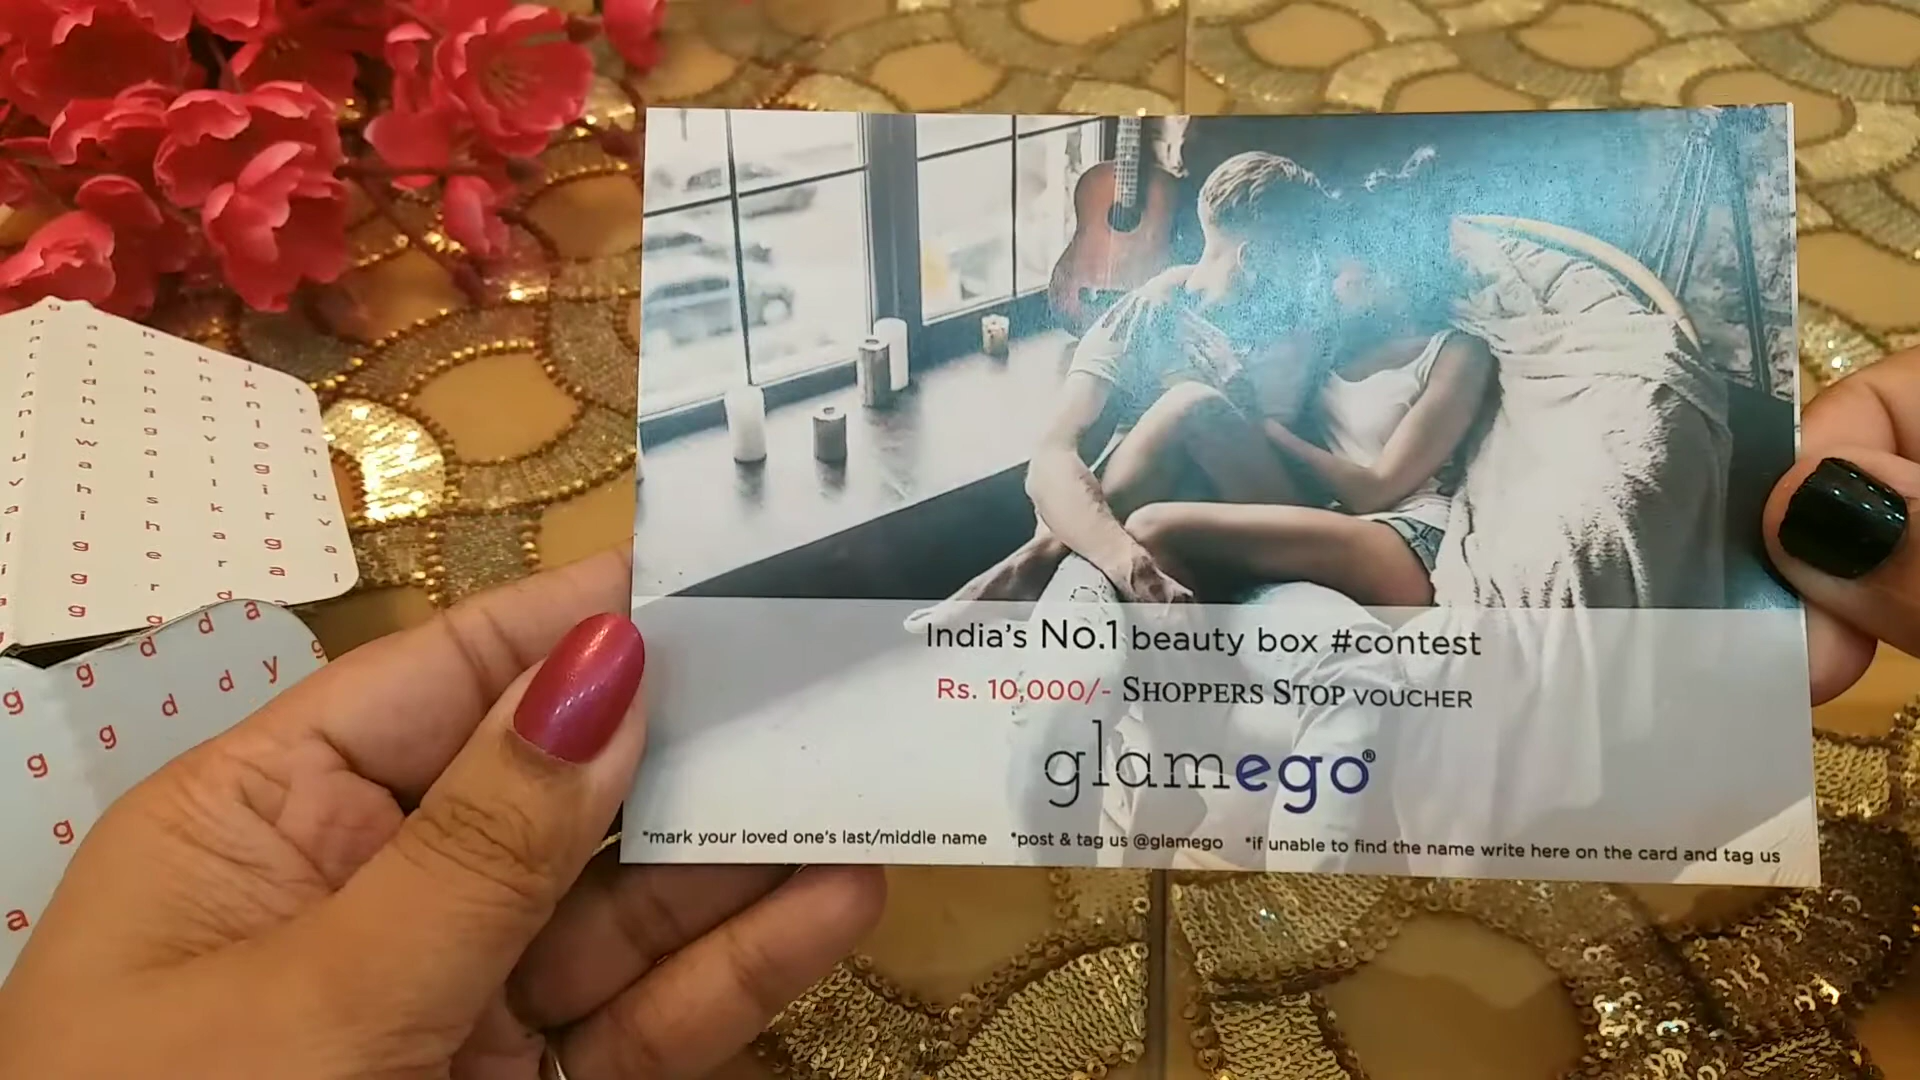 India's No.1 beauty box #contest
Rs. 10,000/- SHOPPERS STOP VOUCHER
glamego®
*mark your loved one's last/middle name *post & tag us @glamego *if unable to find the name write here on the card and tag us